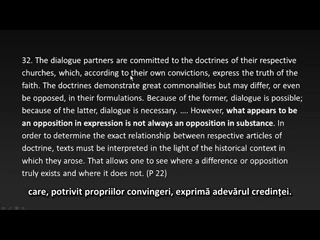 32. The dialogue partners are committed to the doctrines of their respective
churches, which, according to their own convictions, express the truth of the
faith. The doctrines demonstrate great commonalities but may differ, or even
be opposed, in their formulations. Because of the former, dialogue is possible;
because of the latter, dialogue is necessary. .... However, what appears to be
an opposition in expression is not always an opposition in substance. In
order to determine the exact relationship between respective articles of
doctrine, texts must be interpreted in the light of the historical context in
which they arose. That allows one to see where a difference or opposition
truly exists and where it does not. (P 22)
care, potrivit propriilor convingeri, exprimă adevărul credinței.